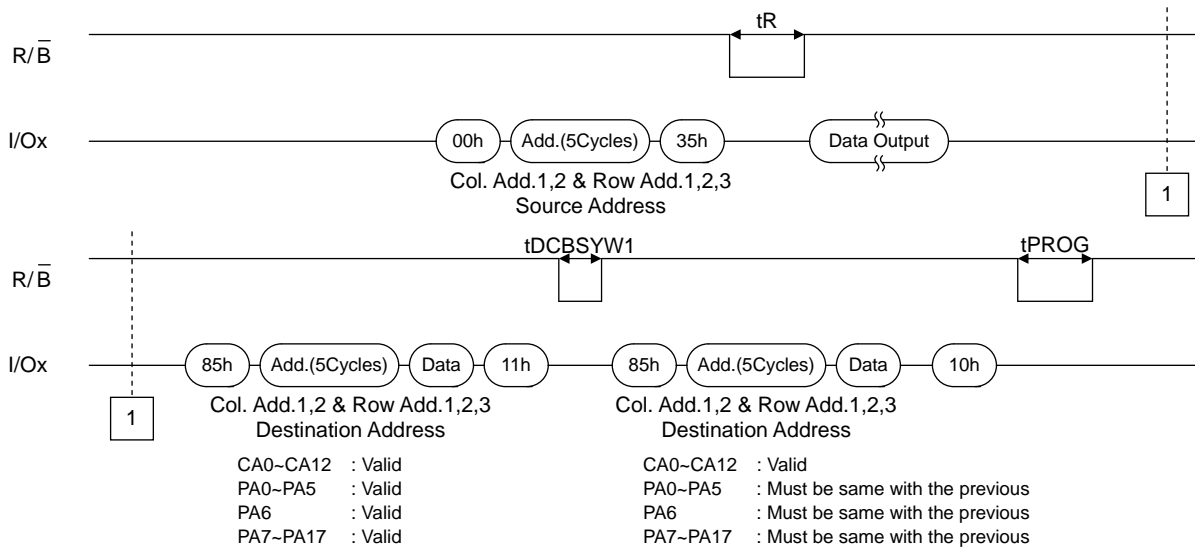 tR
R/B̅
I/Ox
00h Add.(5Cycles) 35h Data Output
Col. Add.1,2 & Row Add.1,2,3
Source Address
1
tDCBSYW1 tPROG
R/B̅
I/Ox
85h Add.(5Cycles) Data 11h 85h Add.(5Cycles) Data 10h
1
Col. Add.1,2 & Row Add.1,2,3 Col. Add.1,2 & Row Add.1,2,3
Destination Address Destination Address
CA0~CA12 : Valid CA0~CA12 : Valid
PA0~PA5 : Valid PA0~PA5 : Must be same with the previous
PA6 : Valid PA6 : Must be same with the previous
PA7~PA17 : Valid PA7~PA17 : Must be same with the previous